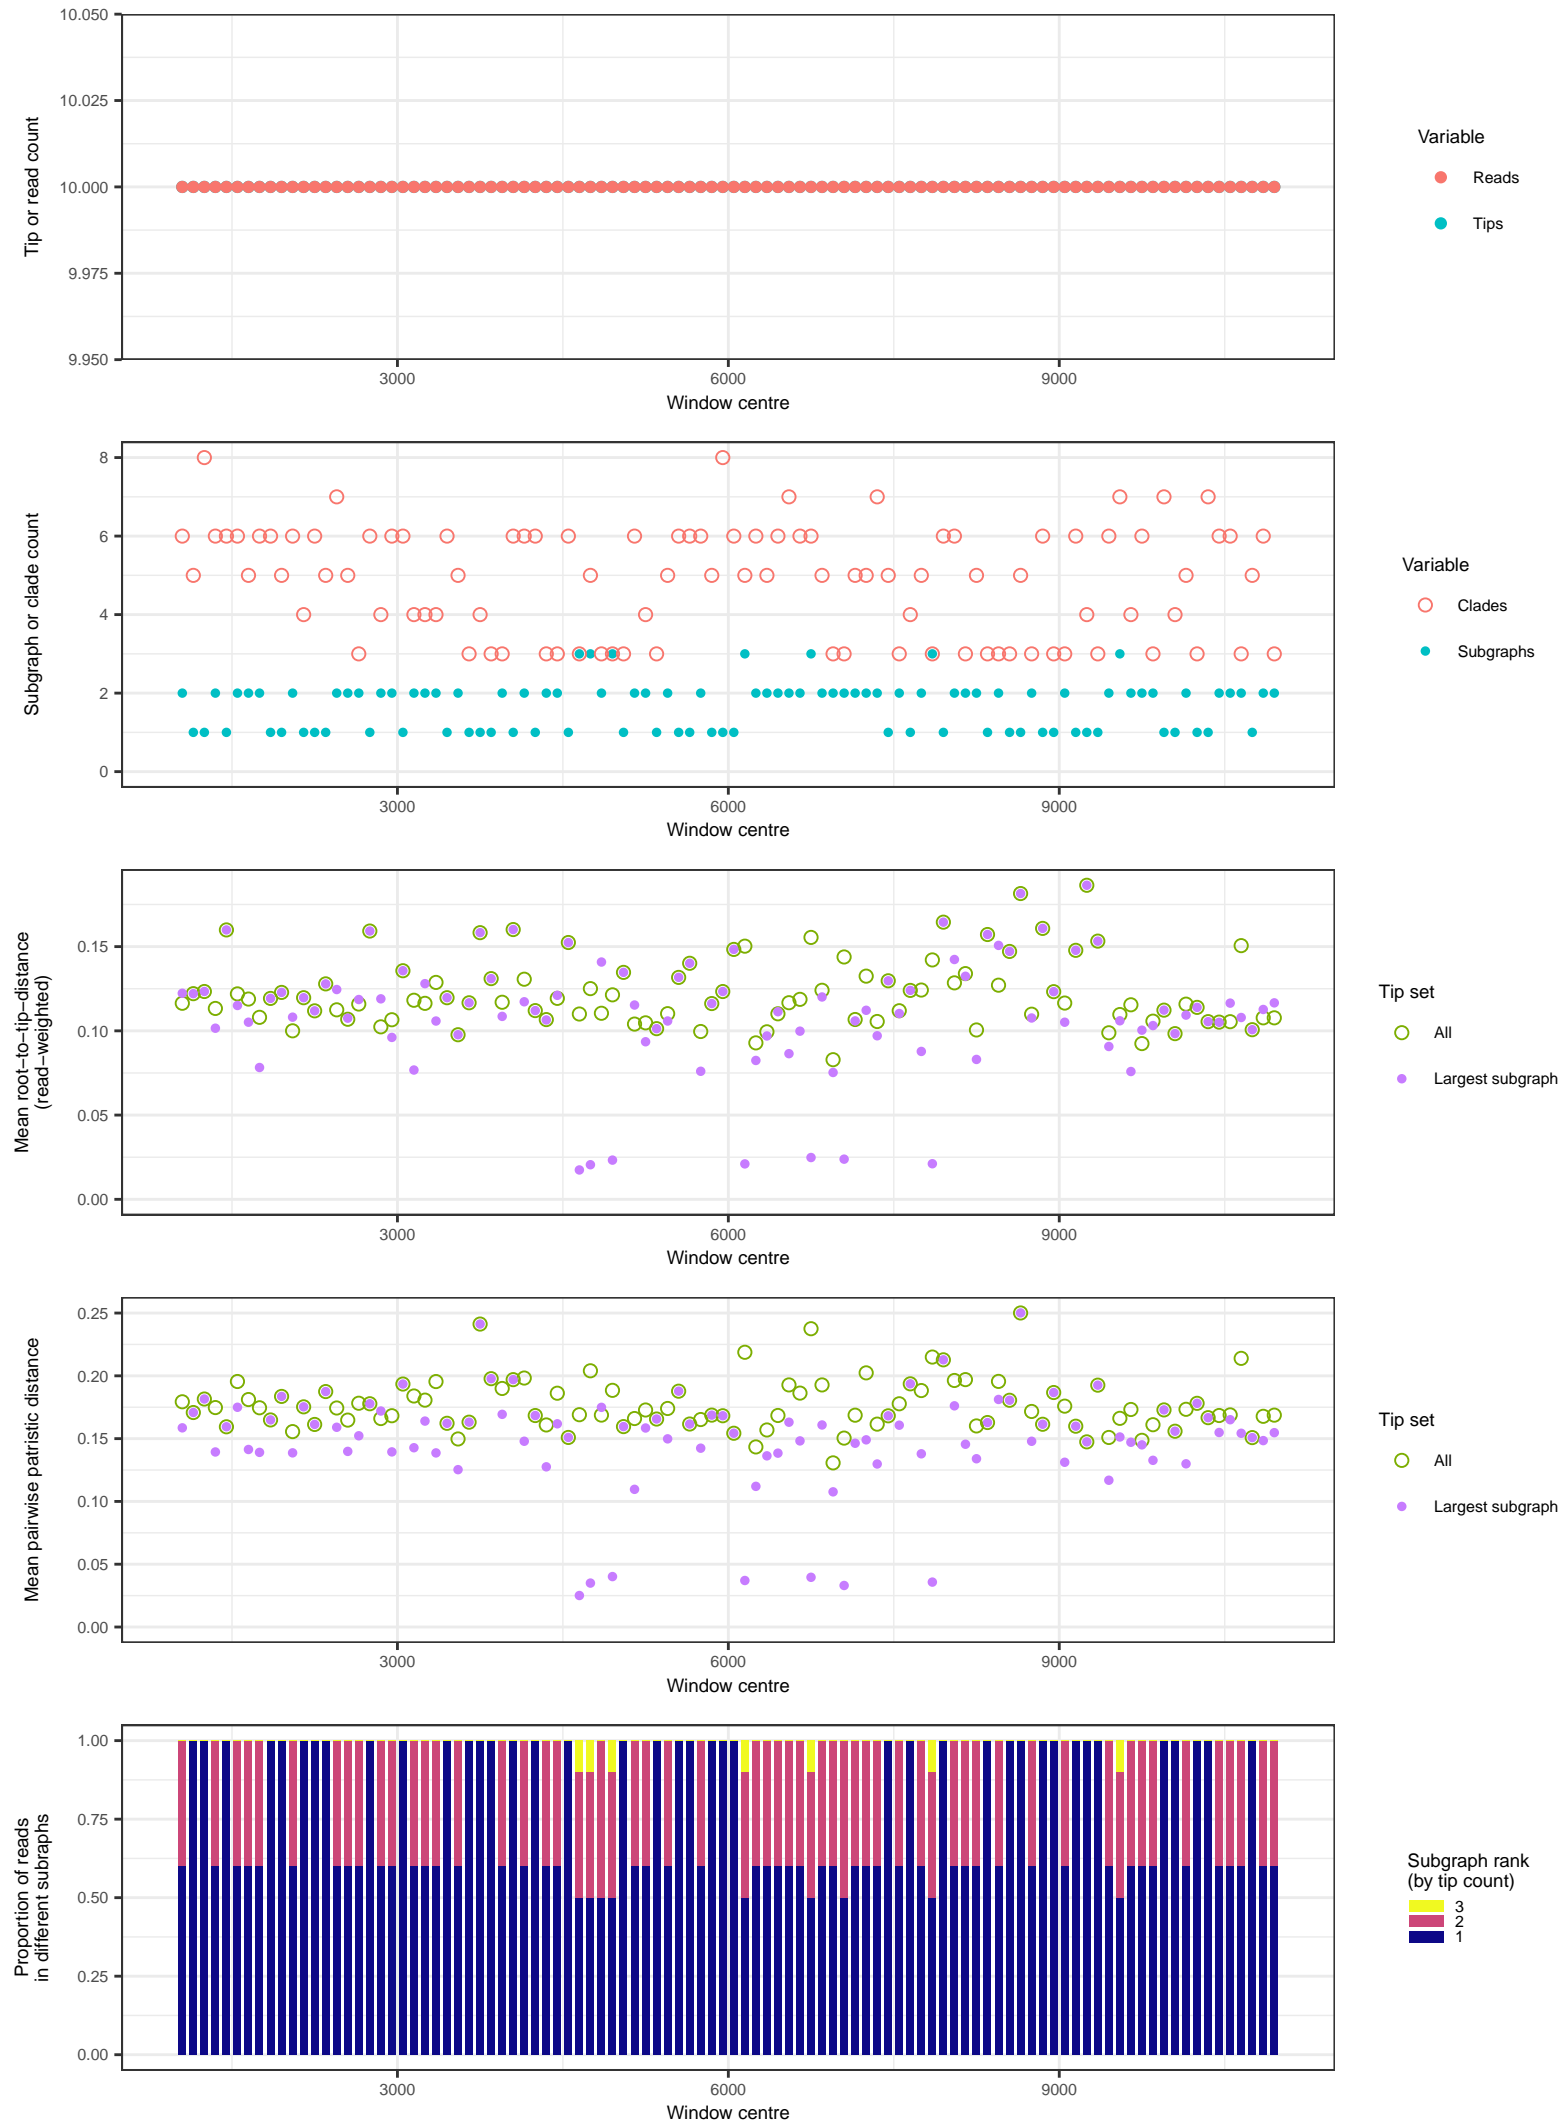 10.050
10.025
10.000
9.975
9.950
Tip or read count
3000
6000
9000
Window centre
Variable
Reads
Tips
8
6
4
2
0
Subgraph or clade count
3000
6000
9000
Window centre
Variable
Clades
Subgraphs
0.15
0.10
0.05
0.00
Mean root−to−tip−distance
(read−weighted)
3000
6000
9000
Window centre
Tip set
All
Largest subgraph
0.25
0.20
0.15
0.10
0.05
0.00
Mean pairwise patristic distance
3000
6000
9000
Window centre
Tip set
All
Largest subgraph
1.00
0.75
0.50
0.25
0.00
Proportion of reads
in different subraphs
3000
6000
9000
Window centre
Subgraph rank
(by tip count)
3
2
1